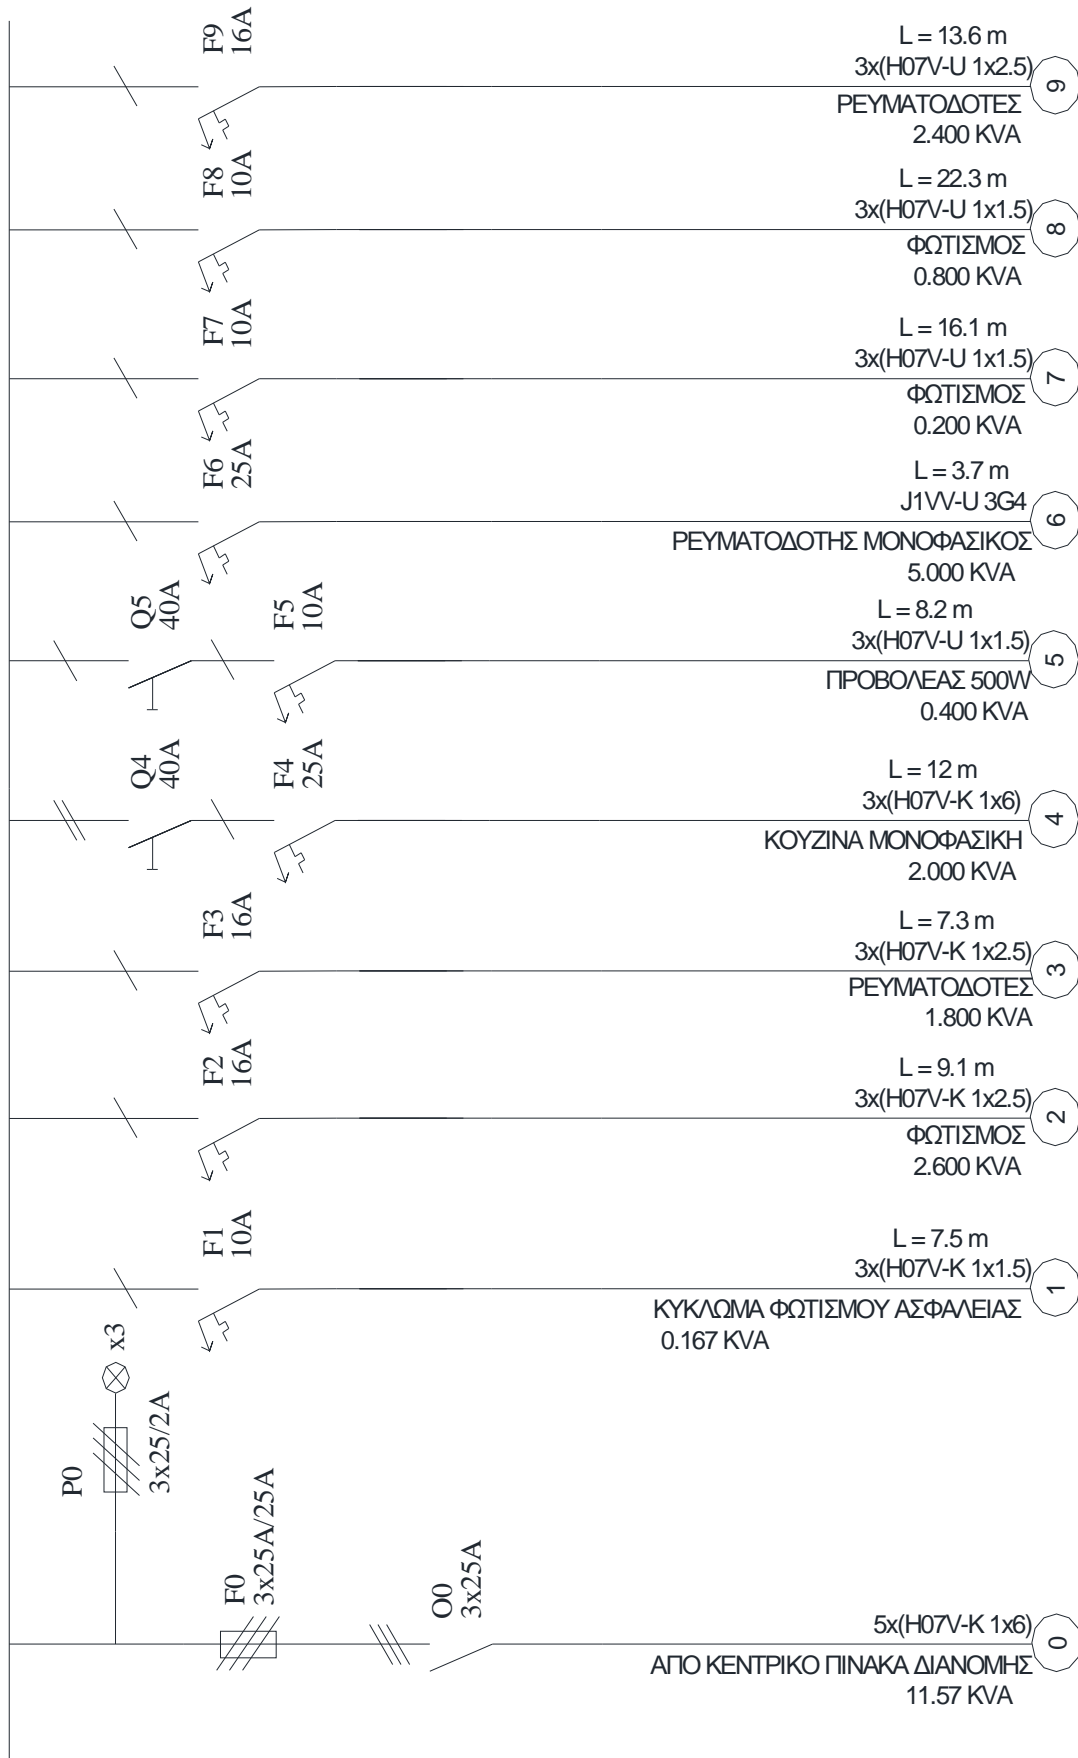 F9
16A
L = 13.6 m
3x(H07V-U 1x2.5)
9
ΡΕΥΜΑΤΟΔΟΤΕΣ
2.400 KVA
F8
10A
L = 22.3 m
3x(H07V-U 1x1.5)
8
ΦΩΤΙΣΜΟΣ
0.800 KVA
F7
10A
L = 16.1 m
3x(H07V-U 1x1.5)
7
ΦΩΤΙΣΜΟΣ
0.200 KVA
F6
25A
L = 3.7 m
J1VV-U 3G4
6
ΡΕΥΜΑΤΟΔΟΤΗΣ ΜΟΝΟΦΑΣΙΚΟΣ
5.000 KVA
Q5
40A
F5
10A
L = 8.2 m
3x(H07V-U 1x1.5)
5
ΠΡΟΒΟΛΕΑΣ 500W
0.400 KVA
Q4
40A
F4
25A
L = 12 m
3x(H07V-K 1x6)
4
ΚΟΥΖΙΝΑ ΜΟΝΟΦΑΣΙΚΗ
2.000 KVA
F3
16A
L = 7.3 m
3x(H07V-K 1x2.5)
3
ΡΕΥΜΑΤΟΔΟΤΕΣ
1.800 KVA
F2
16A
L = 9.1 m
3x(H07V-K 1x2.5)
2
ΦΩΤΙΣΜΟΣ
2.600 KVA
F1
10A
L = 7.5 m
3x(H07V-K 1x1.5)
1
ΚΥΚΛΩΜΑ ΦΩΤΙΣΜΟΥ ΑΣΦΑΛΕΙΑΣ
0.167 KVA
x3
P0
3x25/2A
F0
3x25A/25A
O0
3x25A
5x(H07V-K 1x6)
0
ΑΠΟ ΚΕΝΤΡΙΚΟ ΠΙΝΑΚΑ ΔΙΑΝΟΜΗΣ
11.57 KVA